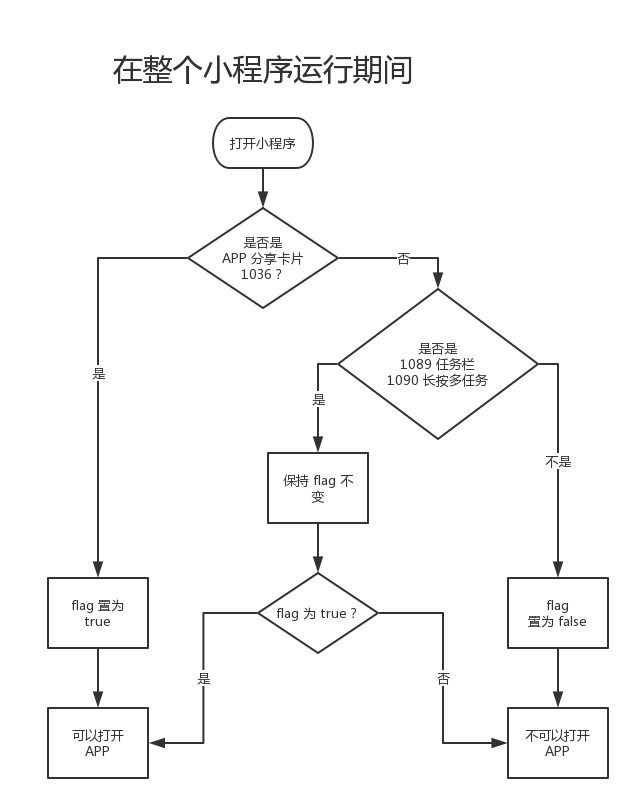 在整个小程序运行期间
打开小程序
是否是
APP 分享卡片
1036？
否
是否是
1089 任务栏
1090 长按多任务
是
是
不是
保持 flag 不
变
flag 置为
true
flag 为 true？
flag
置为 false
是
否
可以打开
APP
不可以打开
APP